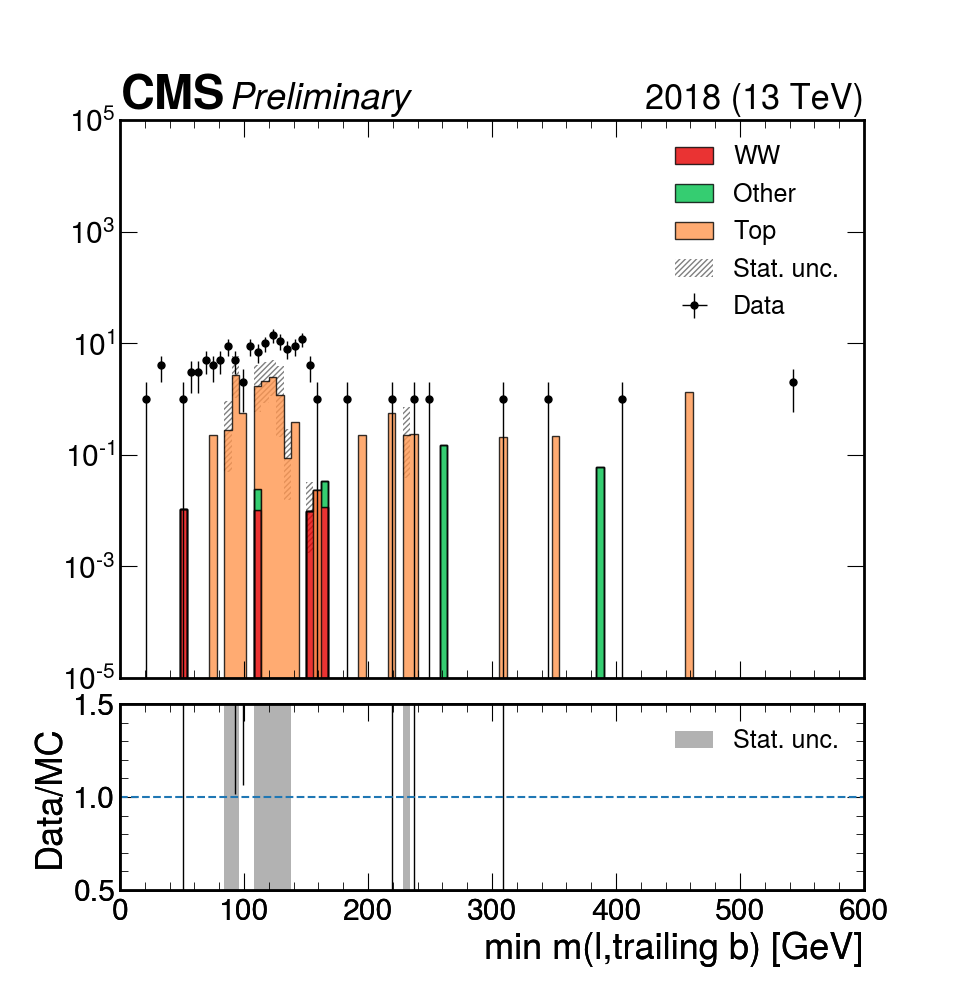 CMS Preliminary 2018 (13 TeV)
10^5
WW
Other
10^3
Top
Stat. unc.
Data
10^1
10^-1
10^-3
10^-5
1.5
Stat. unc.
1.0
Data/MC
0.5
0 100 200 300 400 500 600
min m(l,trailing b) [GeV]